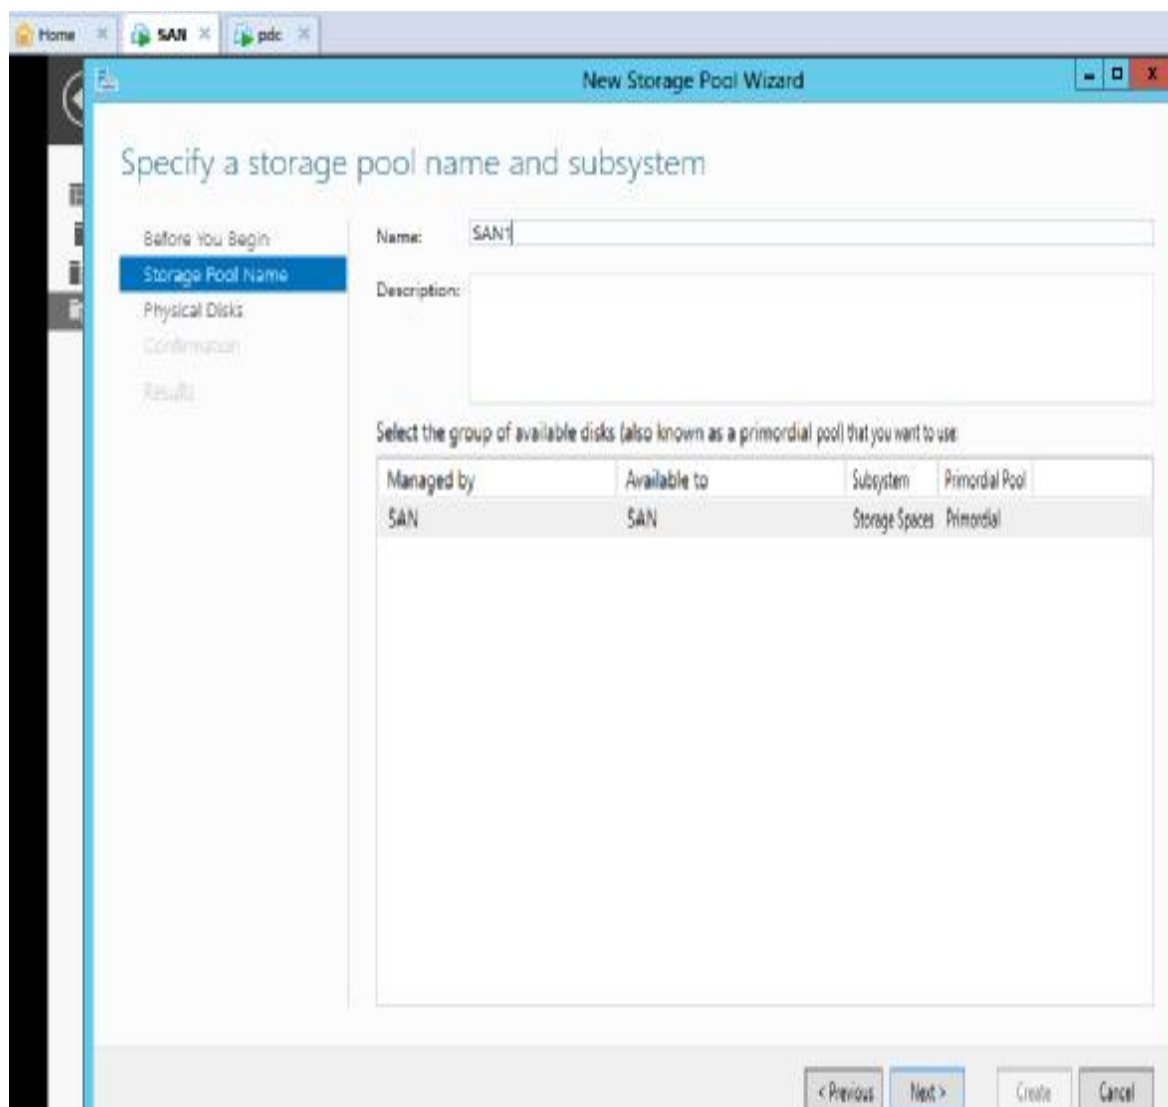 Home SAN pdc
New Storage Pool Wizard
Specify a storage pool name and subsystem
Before You Begin
Storage Pool Name
Physical Disks
Confirmation
Results
Name: SAN1
Description:
Select the group of available disks (also known as a primordial pool) that you want to use:
Managed by Available to Subsystem Primordial Pool
SAN SAN Storage Spaces Primordial
< Previous Next > Create Cancel